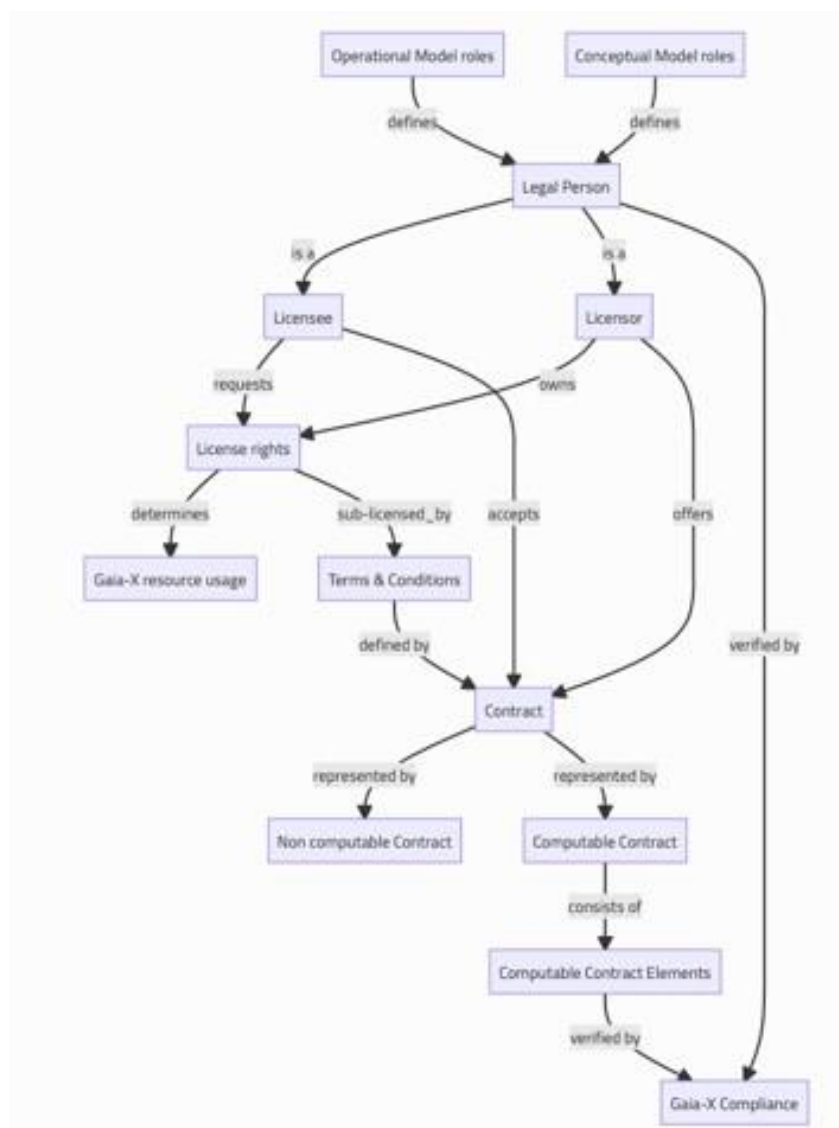 Operational Model roles
Conceptual Model roles
defines
defines
Legal Person
is a
is a
Licensee
Licensor
requests
owns
License rights
determines
sub-licensed_by
accepts
offers
Gaia-X resource usage
Terms & Conditions
defined by
verified by
Contract
represented by
represented by
Non computable Contract
Computable Contract
consists of
Computable Contract Elements
verified by
Gaia-X Compliance